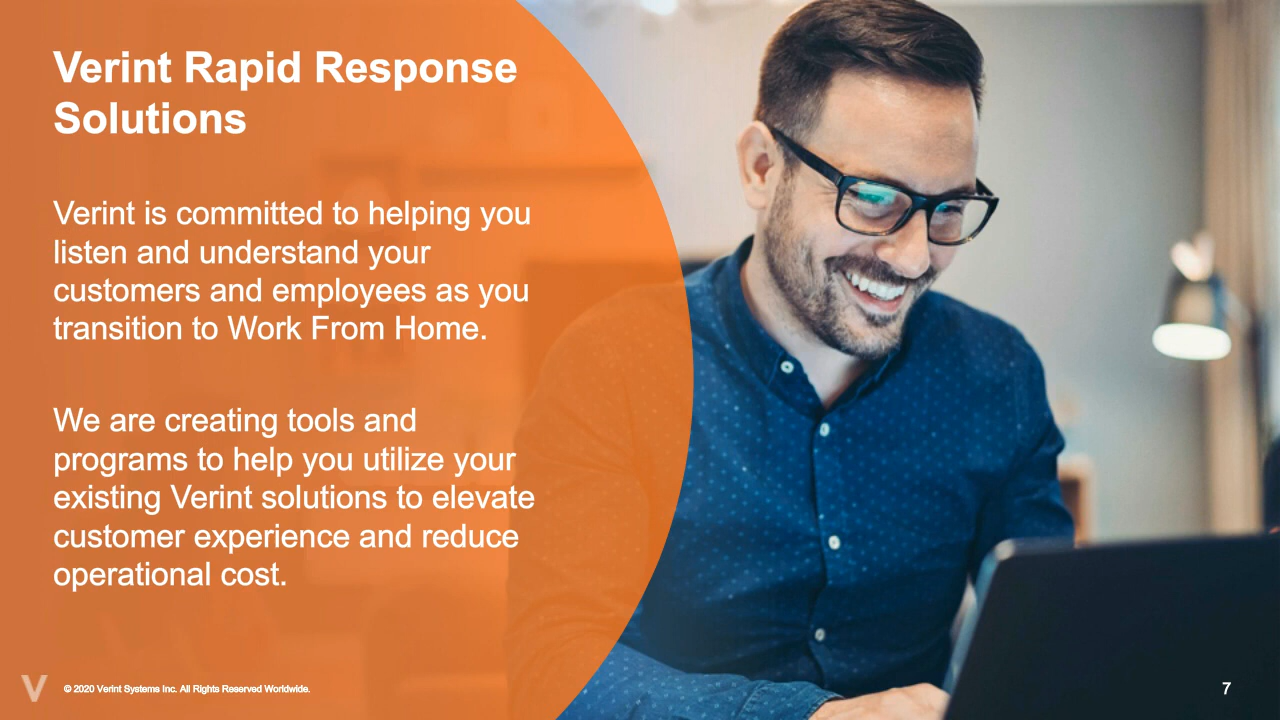 Verint Rapid Response
Solutions
Verint is committed to helping you
listen and understand your
customers and employees as you
transition to Work From Home.
We are creating tools and
programs to help you utilize your
existing Verint solutions to elevate
customer experience and reduce
operational cost.
V © 2020 Verint Systems Inc. All Rights Reserved Worldwide.
7